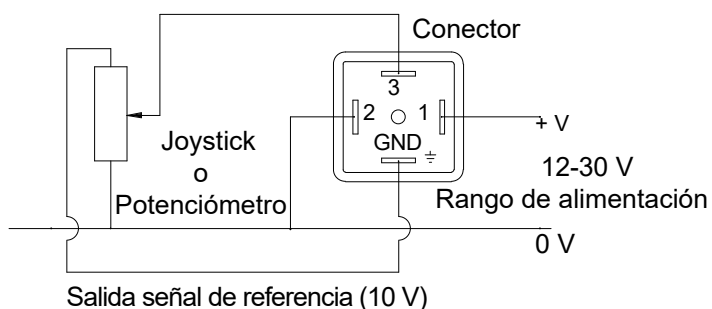 Conector
3
2
1
GND
+ V
Joystick
o
Potenciómetro
12-30 V
Rango de alimentación
0 V
Salida señal de referencia (10 V)